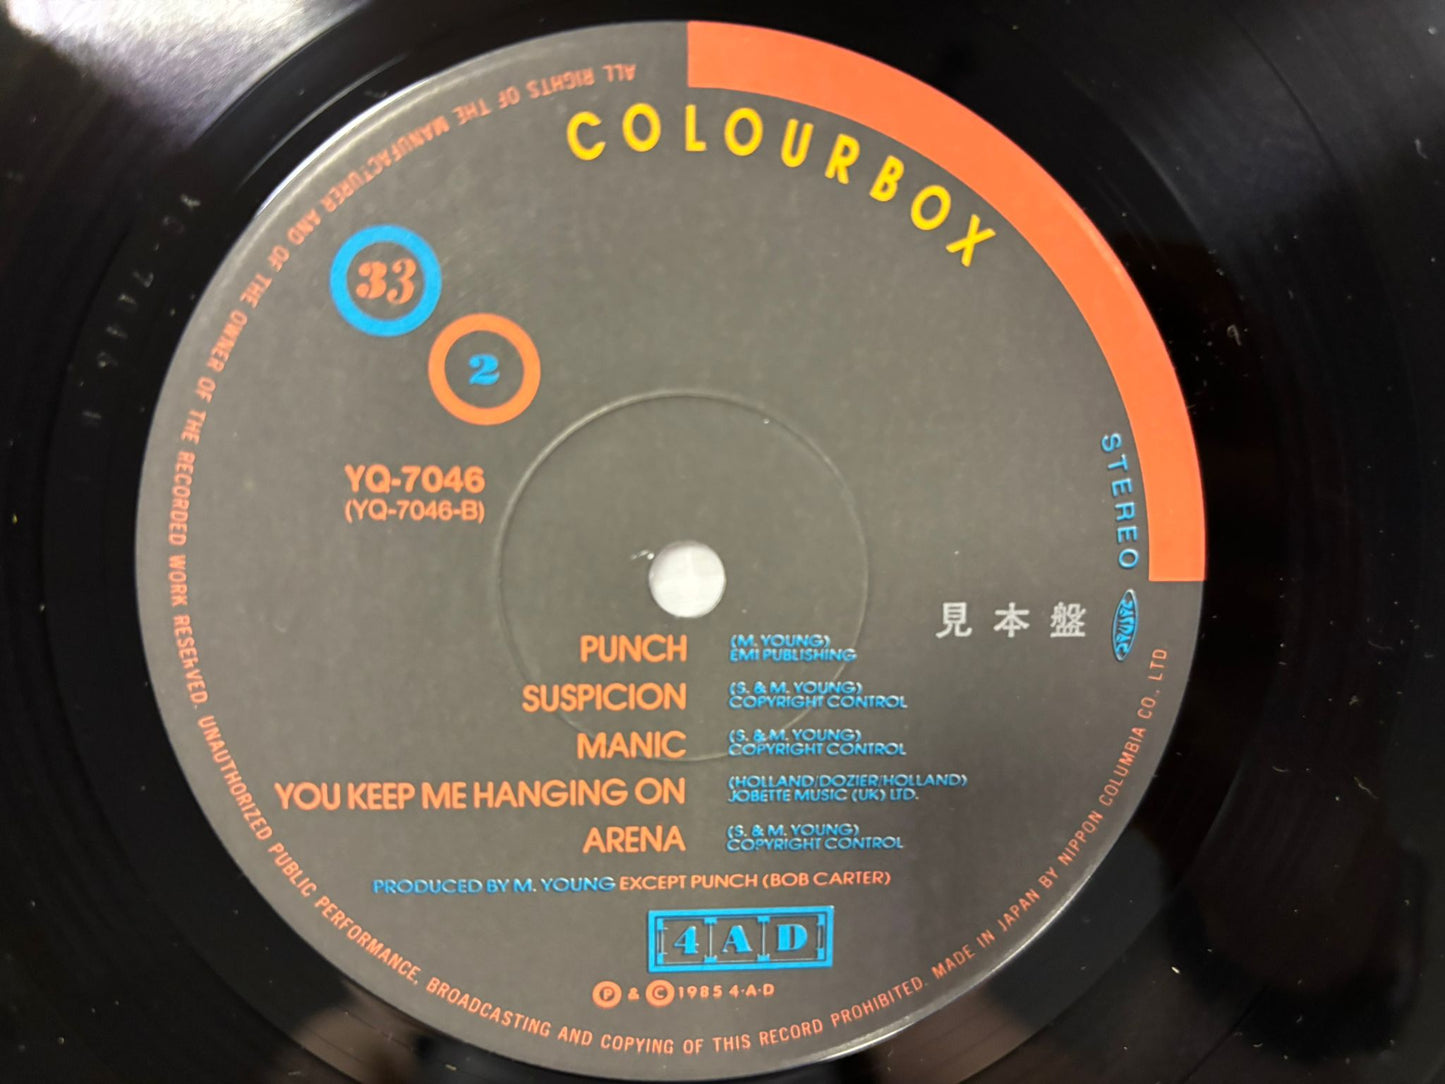 COLOURBOX
33
2
STEREO
YQ-7046
(YQ-7046-B)
見本盤
PUNCH (M. YOUNG)
EMI PUBLISHING
SUSPICION (S. & M. YOUNG)
COPYRIGHT CONTROL
MANIC (S. & M. YOUNG)
COPYRIGHT CONTROL
YOU KEEP ME HANGING ON (HOLLAND/DOZIER/HOLLAND)
JOBETTE MUSIC (UK) LTD.
ARENA (S. & M. YOUNG)
COPYRIGHT CONTROL
PRODUCED BY M. YOUNG EXCEPT PUNCH (BOB CARTER)
4AD
Ⓟ & © 1985 4·A·D
ALL RIGHTS OF THE MANUFACTURER AND OF THE OWNER OF THE RECORDED WORK RESERVED. UNAUTHORIZED PUBLIC PERFORMANCE, BROADCASTING AND COPYING OF THIS RECORD PROHIBITED. MADE IN JAPAN BY NIPPON COLUMBIA CO., LTD.